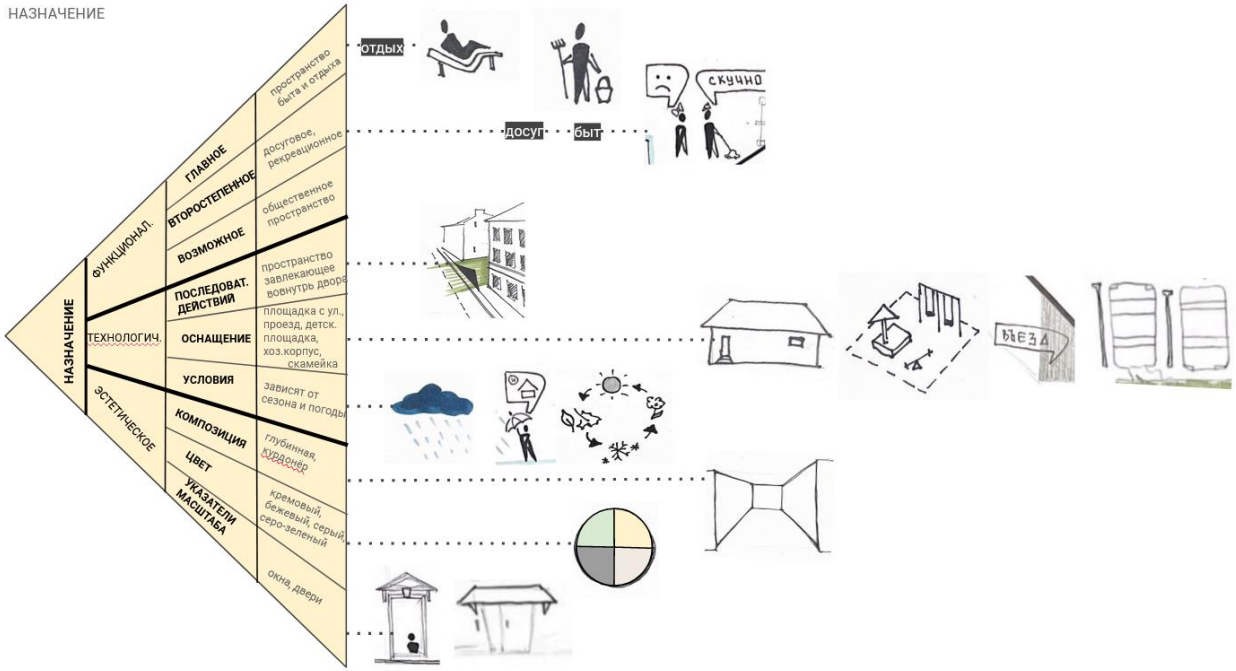 НАЗНАЧЕНИЕ
НАЗНАЧЕНИЕ
ФУНКЦИОНАЛ.
ГЛАВНОЕ
пространство
быта и отдыха
ВТОРОСТЕПЕННОЕ
досуговое,
рекреационное
ВОЗМОЖНОЕ
общественное
пространство
ТЕХНОЛОГИЧ.
ПОСЛЕДОВАТ.
ДЕЙСТВИЙ
пространство
завлекающее
вовнутрь двора
ОСНАЩЕНИЕ
площадка с ул.,
проезд, детск.
площадка,
хоз.корпус,
скамейка
УСЛОВИЯ
зависят от
сезона и погоды
ЭСТЕТИЧЕСКОЕ
КОМПОЗИЦИЯ
глубинная,
курдонёр
ЦВЕТ
кремовый,
бежевый, серый,
серо-зеленый
УКАЗАТЕЛИ
МАСШТАБА
окна, двери
отдых
досуг
быт
СКУЧНО
ВЪЕЗД